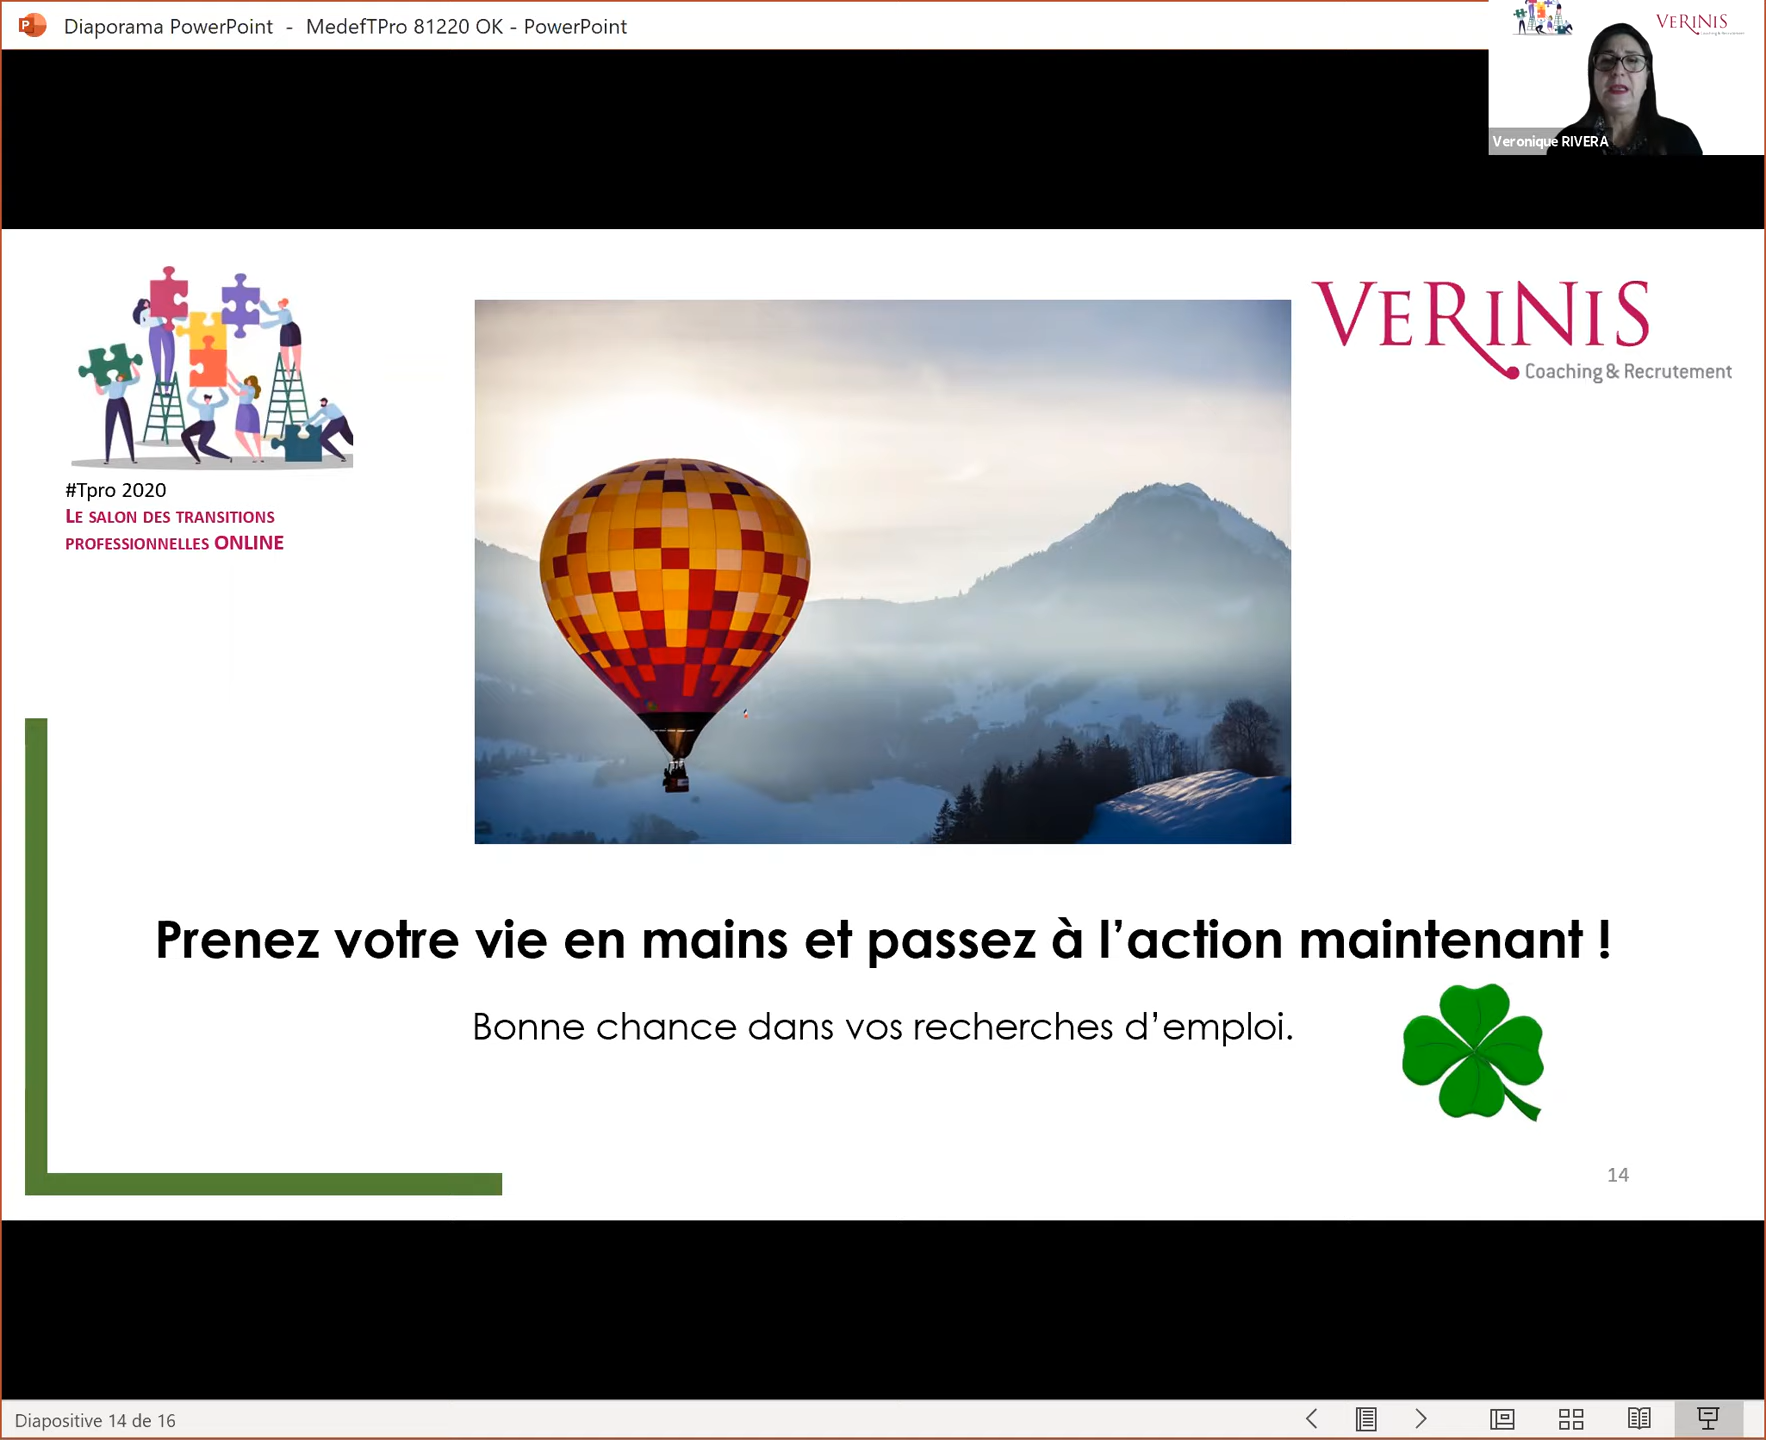 Diaporama PowerPoint - MedefTPro 81220 OK - PowerPoint
VERINIS
Veronique RIVERA
VERINIS
Coaching & Recrutement
#Tpro 2020
LE SALON DES TRANSITIONS
PROFESSIONNELLES ONLINE
Prenez votre vie en mains et passez à l’action maintenant !
Bonne chance dans vos recherches d’emploi.
14
Diapositive 14 de 16